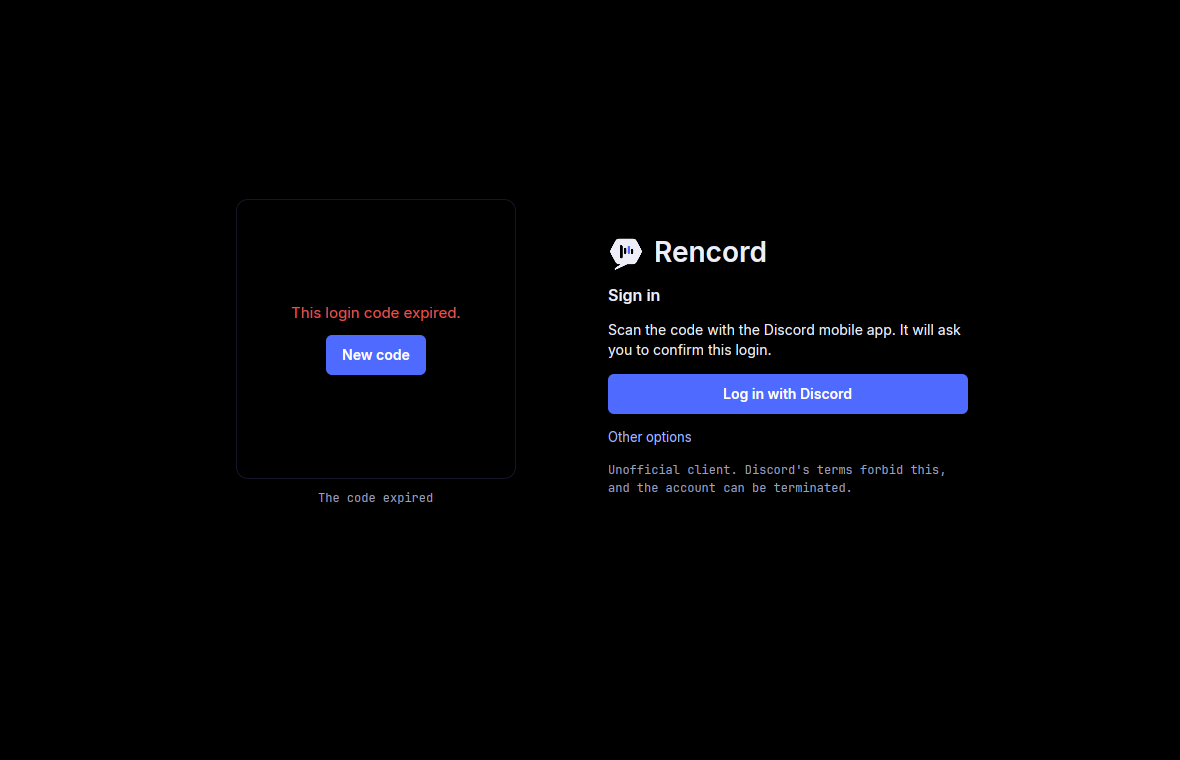 This login code expired.
New code
The code expired
Rencord
Sign in
Scan the code with the Discord mobile app. It will ask
you to confirm this login.
Log in with Discord
Other options
Unofficial client. Discord's terms forbid this,
and the account can be terminated.